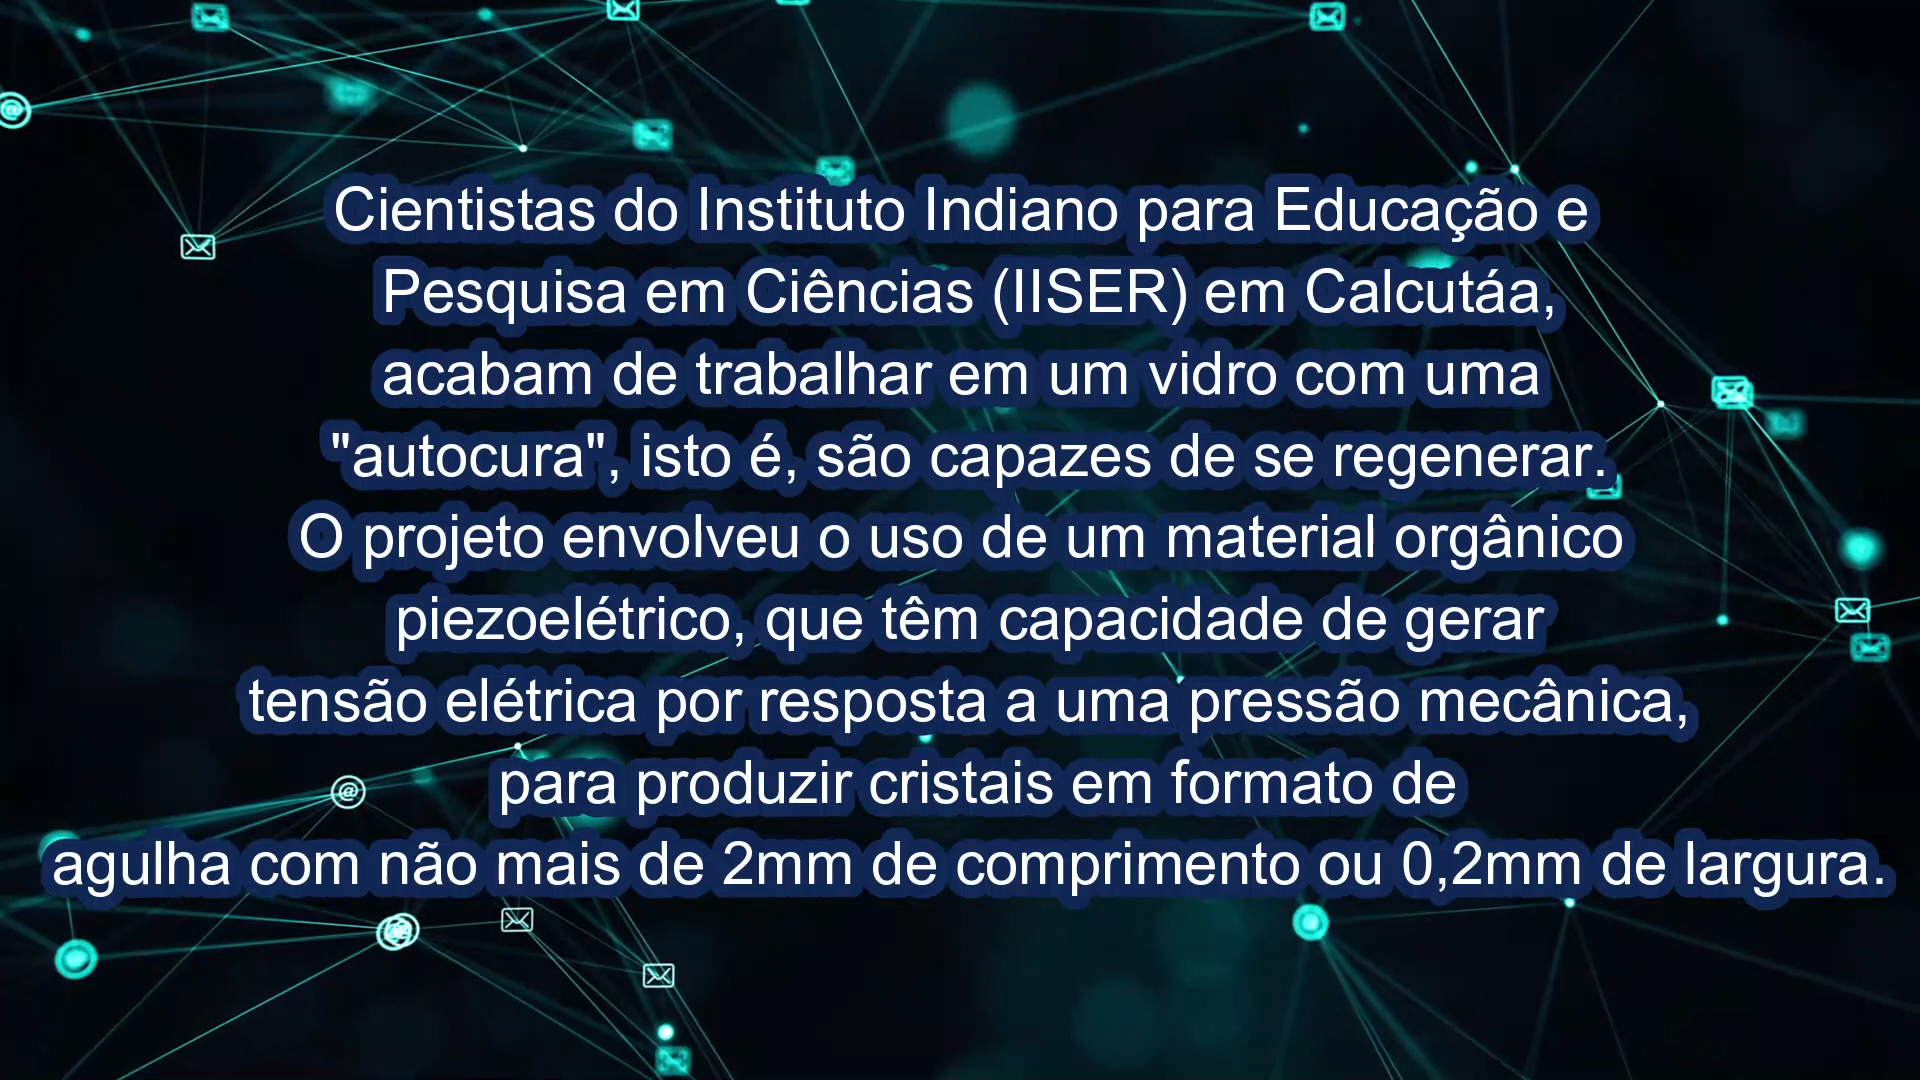 Cientistas do Instituto Indiano para Educação e
Pesquisa em Ciências (IISER) em Calcutáa,
acabam de trabalhar em um vidro com uma
"autocura", isto é, são capazes de se regenerar.
O projeto envolveu o uso de um material orgânico
piezoelétrico, que têm capacidade de gerar
tensão elétrica por resposta a uma pressão mecânica,
para produzir cristais em formato de
agulha com não mais de 2mm de comprimento ou 0,2mm de largura.